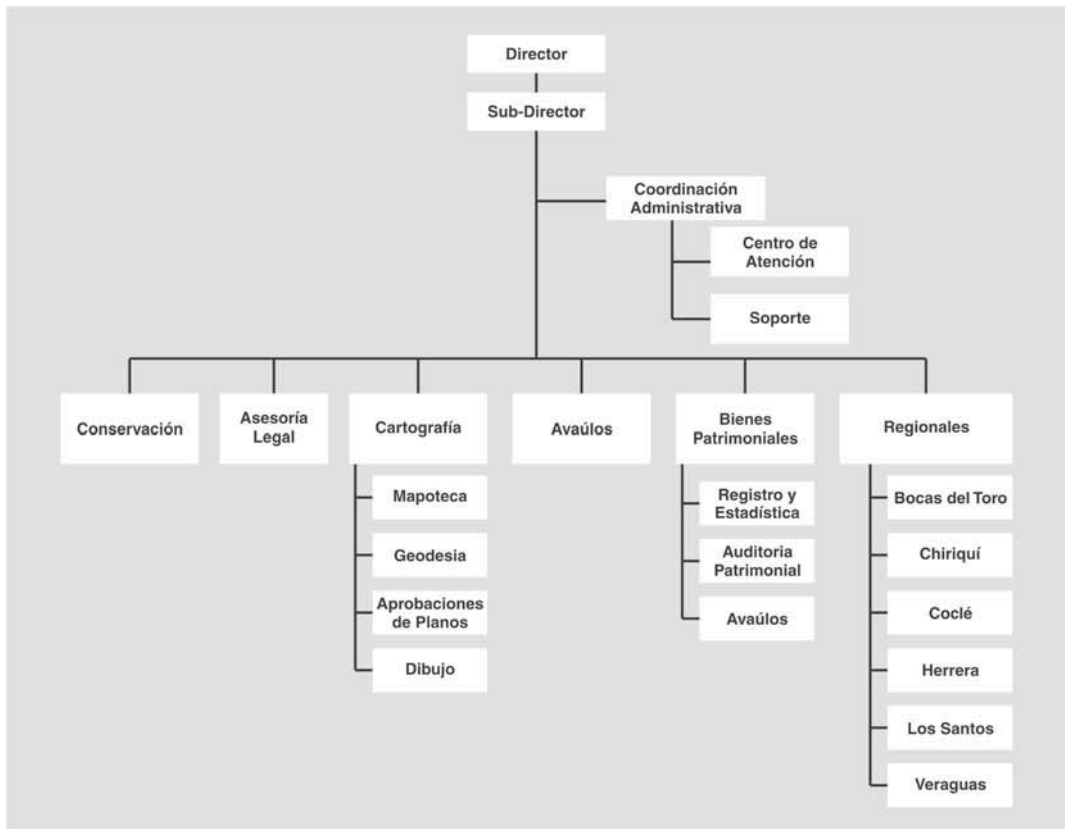 Director
Sub-Director
Coordinación
Administrativa
Centro de
Atención
Soporte
Conservación
Asesoría
Legal
Cartografía
Avaúlos
Bienes
Patrimoniales
Regionales
Mapoteca
Geodesia
Aprobaciones
de Planos
Dibujo
Registro y
Estadística
Auditoria
Patrimonial
Avaúlos
Bocas del Toro
Chiriquí
Coclé
Herrera
Los Santos
Veraguas